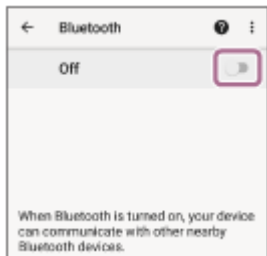 Bluetooth
Off
When Bluetooth is turned on, your device
can communicate with other nearby
Bluetooth devices.